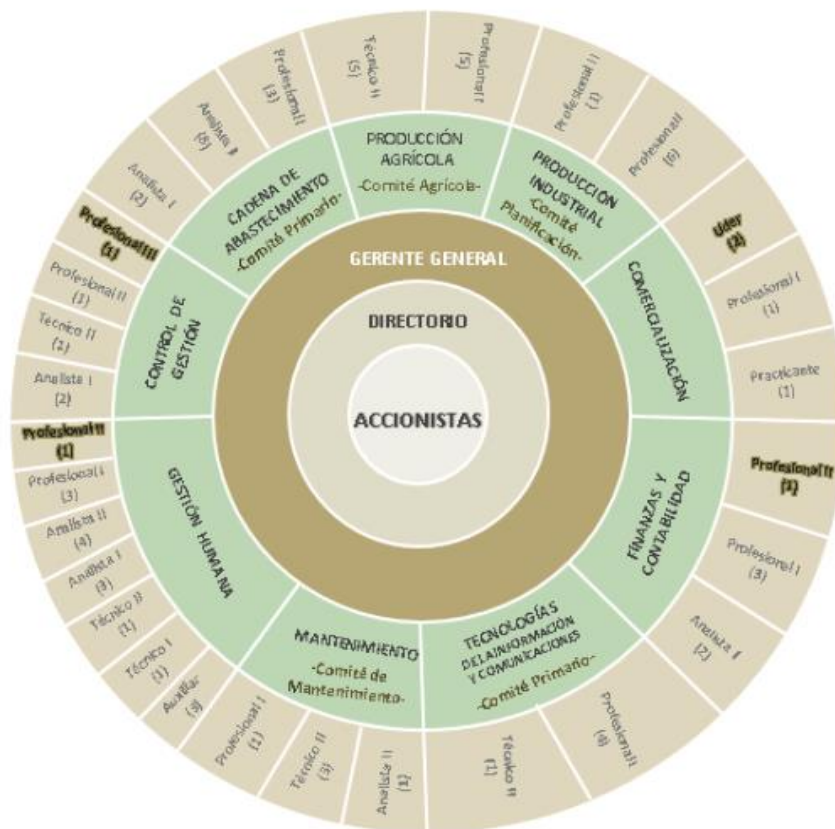 ACCIONISTAS
DIRECTORIO
GERENTE GENERAL
PRODUCCIÓN
AGRÍCOLA
-Comité Agrícola-
PRODUCCIÓN
INDUSTRIAL
-Comité
Planificación-
COMERCIALIZACIÓN
FINANZAS Y
CONTABILIDAD
TECNOLOGÍAS
DE LA INFORMACIÓN
Y COMUNICACIONES
-Comité Primario-
MANTENIMIENTO
-Comité de
Mantenimiento-
GESTIÓN HUMANA
CONTROL DE
GESTIÓN
CADENA DE
ABASTECIMIENTO
-Comité Primario-
Técnico II
(5)
Profesional I
(5)
Profesional II
(1)
Profesional I
(6)
Líder
(2)
Profesional I
(1)
Practicante
(1)
Profesional III
(1)
Profesional I
(3)
Analista II
(2)
Profesional I
(4)
Técnico II
(1)
Analista II
(1)
Técnico II
(3)
Profesional I
(1)
Auxiliar
(3)
Técnico I
(1)
Técnico II
(1)
Analista I
(3)
Analista II
(4)
Profesional I
(3)
Profesional II
(1)
Analista I
(2)
Técnico II
(1)
Profesional II
(1)
Profesional III
(1)
Analista I
(2)
Analista II
Profesional I
(3)